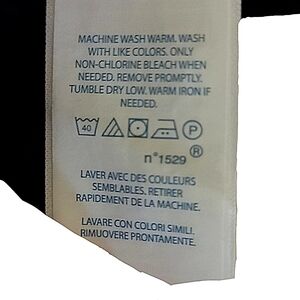 MACHINE WASH WARM. WASH
WITH LIKE COLORS. ONLY
NON-CHLORINE BLEACH WHEN
NEEDED. REMOVE PROMPTLY.
TUMBLE DRY LOW. WARM IRON IF
NEEDED.
40 P
n°1529 ®
LAVER AVEC DES COULEURS
SEMBLABLES. RETIRER
RAPIDEMENT DE LA MACHINE.
LAVARE CON COLORI SIMILI.
RIMUOVERE PRONTAMENTE.